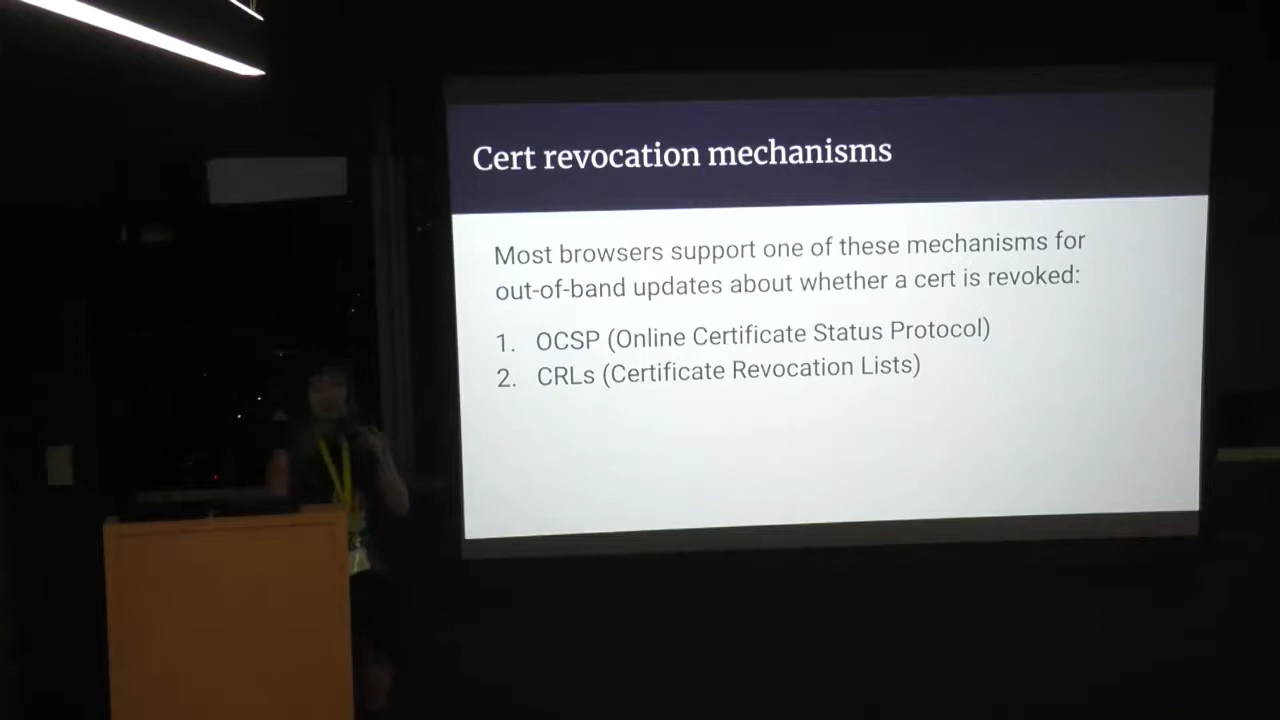 Cert revocation mechanisms
Most browsers support one of these mechanisms for
out-of-band updates about whether a cert is revoked:
1. OCSP (Online Certificate Status Protocol)
2. CRLs (Certificate Revocation Lists)